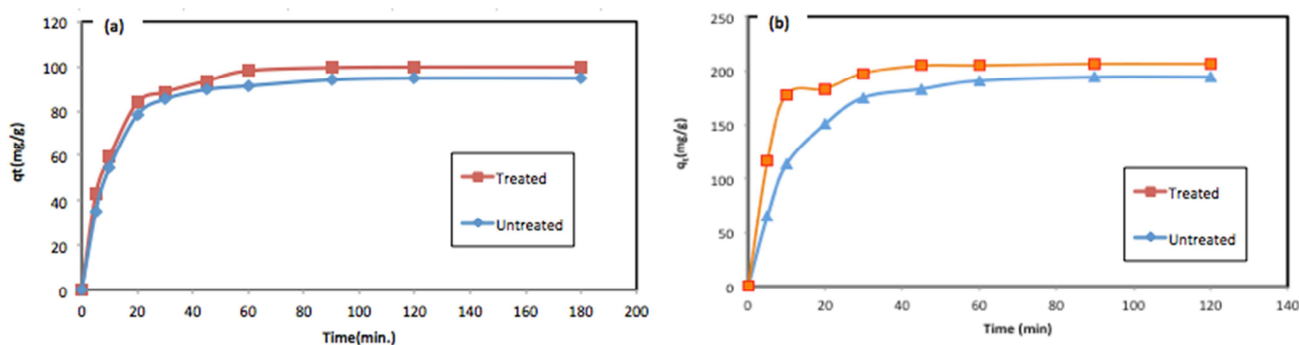 (a)
120
100
80
60
40
20
0
qt(mg/g)
Treated
Untreated
0 20 40 60 80 100 120 140 160 180 200
Time(min.)
(b)
250
200
150
100
50
0
qt(mg/g)
Treated
Untreated
0 20 40 60 80 100 120 140
Time (min)